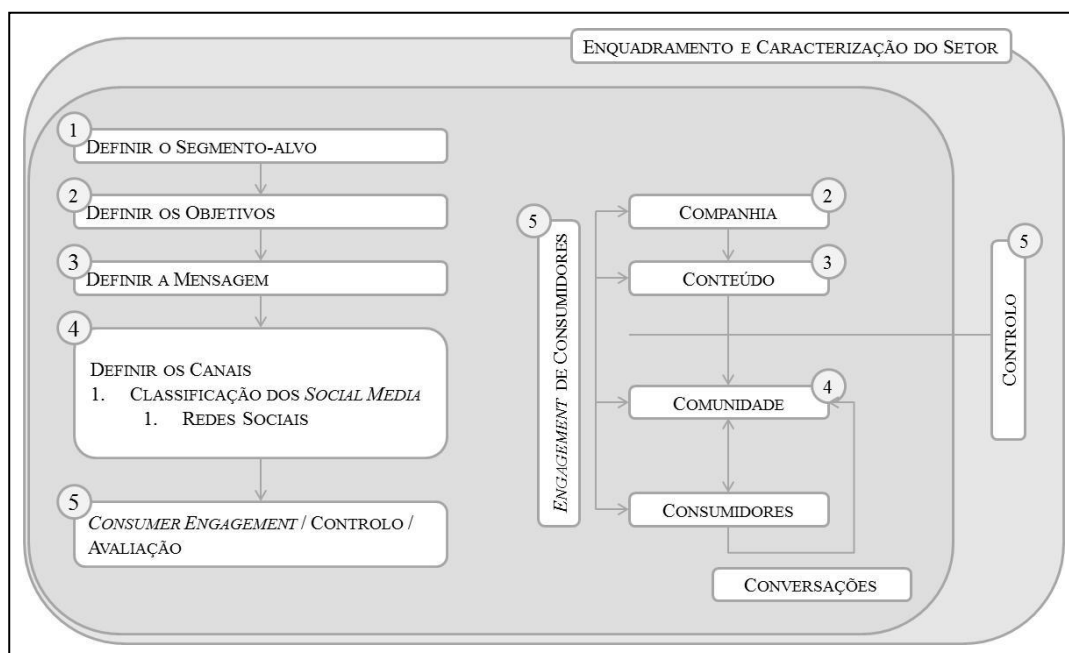 ENQUADRAMENTO E CARACTERIZAÇÃO DO SETOR
1
DEFINIR O SEGMENTO-ALVO
2
DEFINIR OS OBJETIVOS
3
DEFINIR A MENSAGEM
4
DEFINIR OS CANAIS
1. CLASSIFICAÇÃO DOS SOCIAL MEDIA
1. REDES SOCIAIS
5
CONSUMER ENGAGEMENT / CONTROLO /
AVALIAÇÃO
5
ENGAGEMENT DE CONSUMIDORES
COMPANHIA
2
CONTEÚDO
3
COMUNIDADE
4
CONSUMIDORES
CONVERSAÇÕES
5
CONTROLO